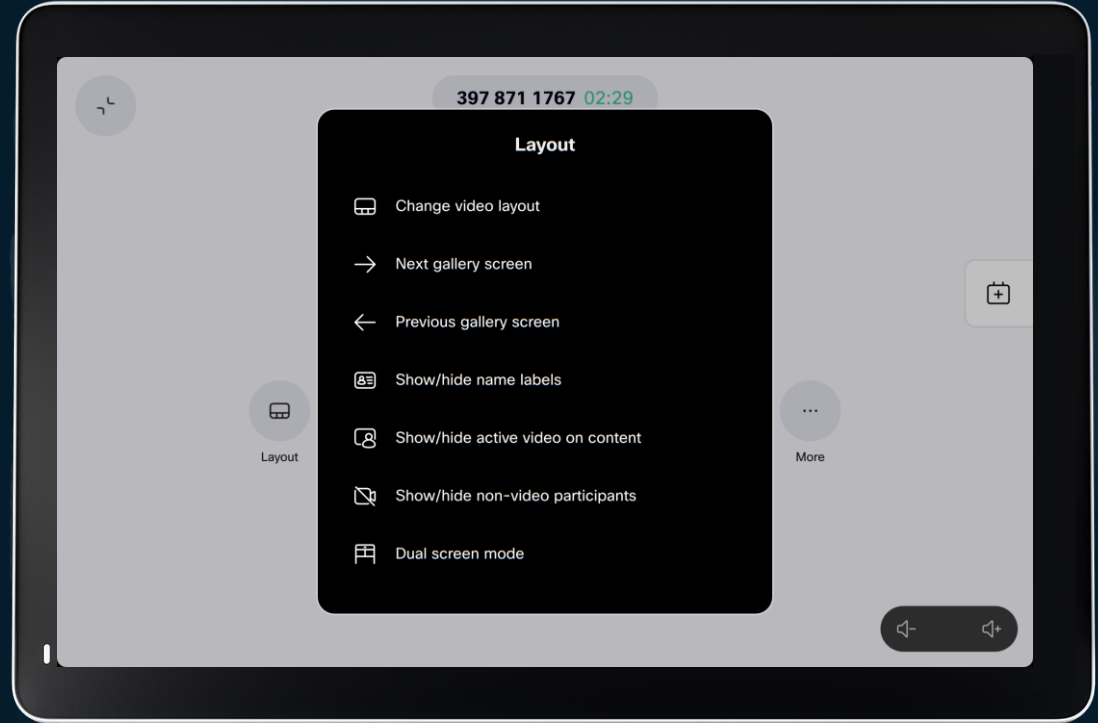 397 871 1767 02:29
Layout
Change video layout
Next gallery screen
Previous gallery screen
Show/hide name labels
Show/hide active video on content
Show/hide non-video participants
Dual screen mode
Layout
More